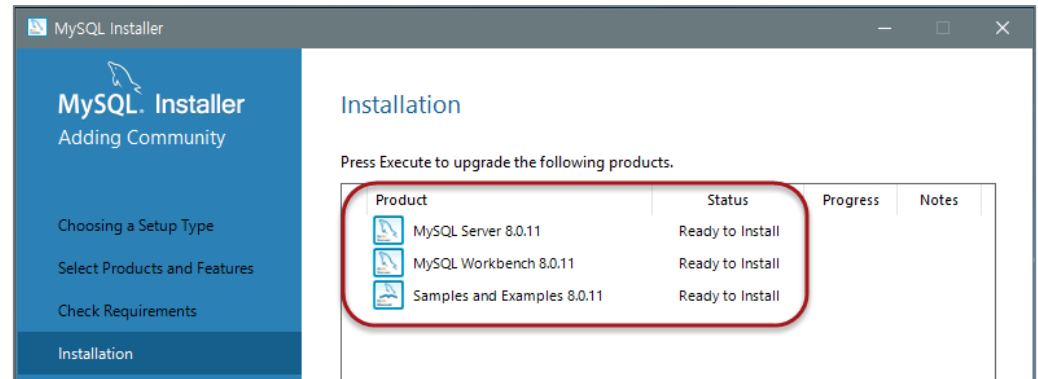 MySQL Installer
MySQL. Installer
Adding Community
Choosing a Setup Type
Select Products and Features
Check Requirements
Installation
Installation
Press Execute to upgrade the following products.
Product Status Progress Notes
MySQL Server 8.0.11 Ready to Install
MySQL Workbench 8.0.11 Ready to Install
Samples and Examples 8.0.11 Ready to Install